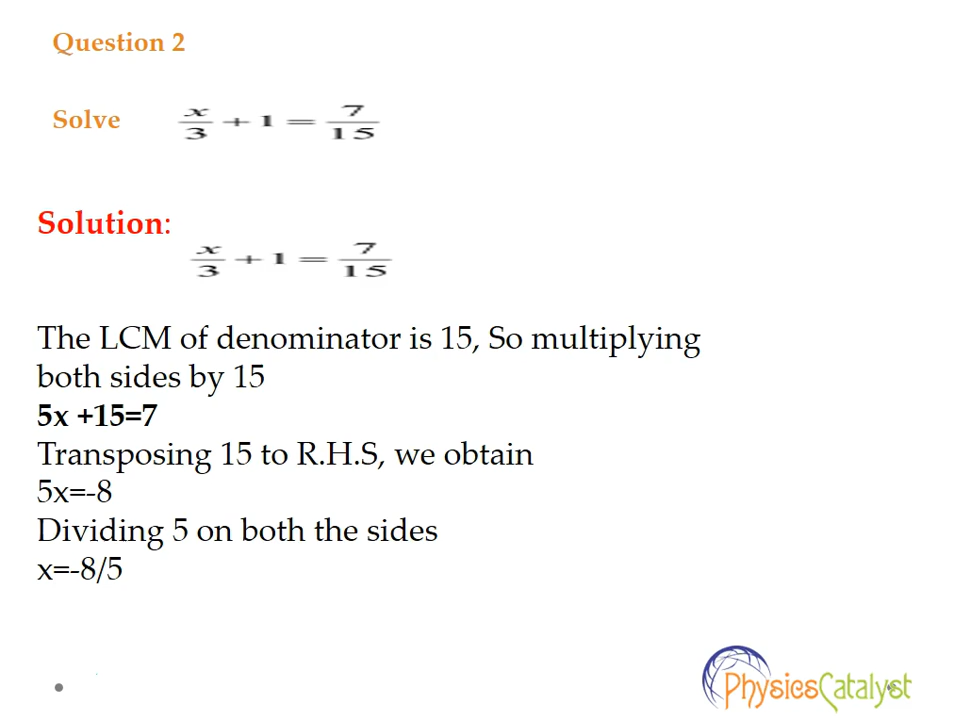 Question 2
Solve x/3 + 1 = 7/15
Solution:
x/3 + 1 = 7/15
The LCM of denominator is 15, So multiplying
both sides by 15
5x +15=7
Transposing 15 to R.H.S, we obtain
5x=-8
Dividing 5 on both the sides
x=-8/5
PhysicsCatalyst